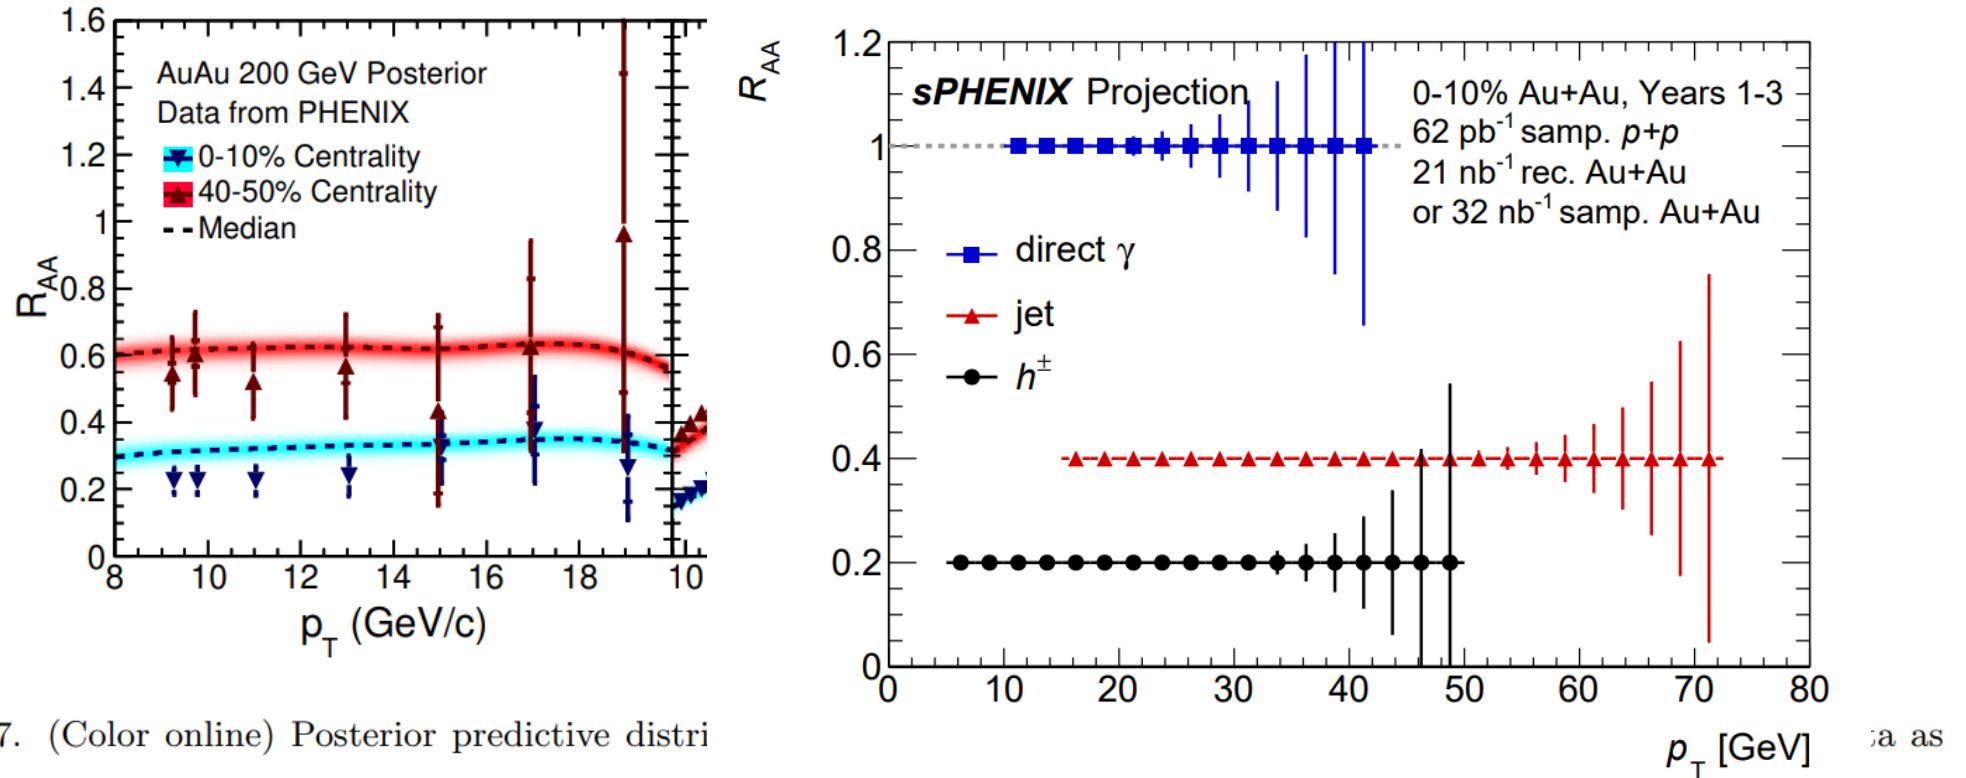 1.6
1.4
1.2
1
0.8
0.6
0.4
0.2
0
R_AA
AuAu 200 GeV Posterior
Data from PHENIX
0-10% Centrality
40-50% Centrality
Median
8 10 12 14 16 18 10
p_T (GeV/c)
7. (Color online) Posterior predictive distri
R_AA
1.2
1
0.8
0.6
0.4
0.2
0
sPHENIX Projection
0-10% Au+Au, Years 1-3
62 pb⁻¹ samp. p+p
21 nb⁻¹ rec. Au+Au
or 32 nb⁻¹ samp. Au+Au
direct γ
jet
h±
0 10 20 30 40 50 60 70 80
p_T [GeV]
as